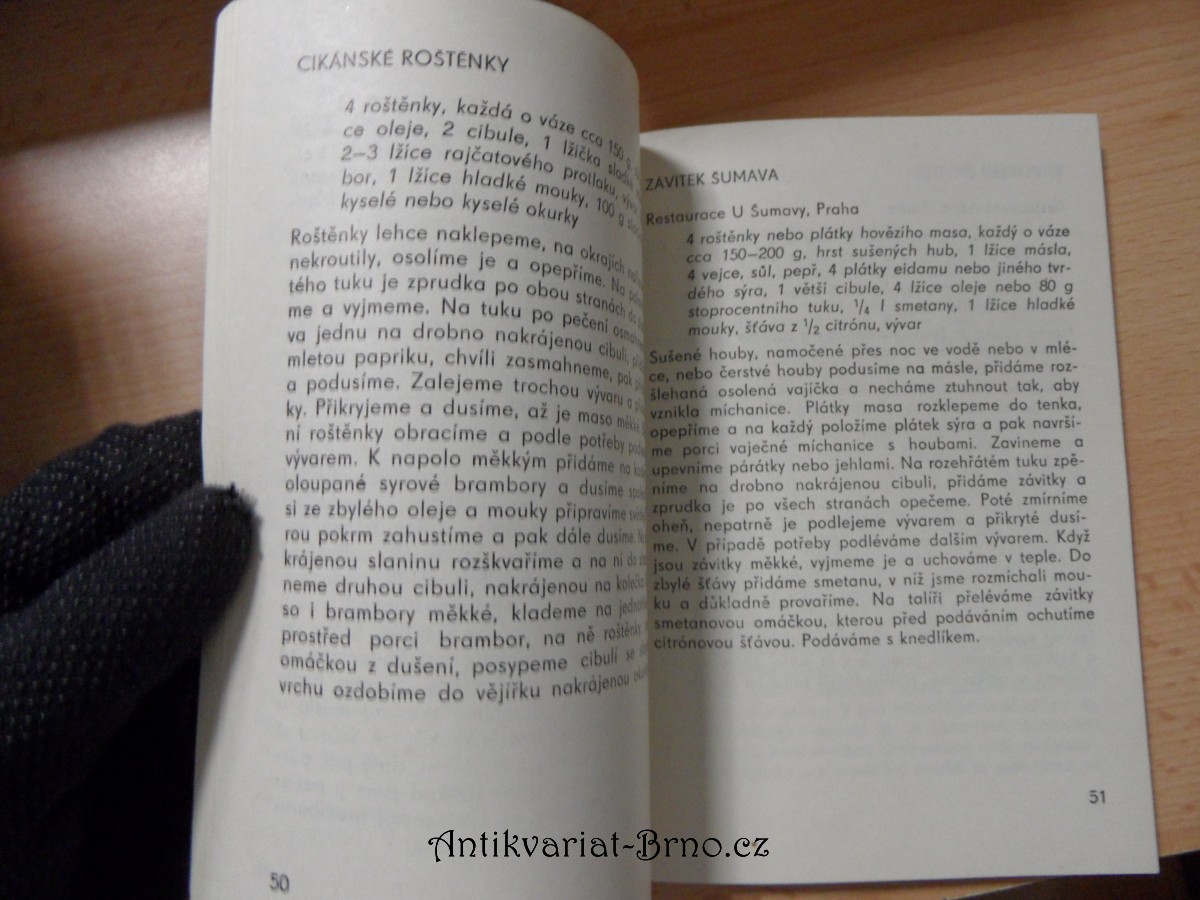 CIKÁNSKÉ ROŠTĚNKY
4 roštěnky, každá o váze cca 150 g,
ce oleje, 2 cibule, 1 lžička sladké
2–3 lžíce rajčatového protlaku,
bor, 1 lžíce hladké mouky, 100 g
kyselé nebo kyselé okurky
Roštěnky lehce naklepeme, na okrajích
nekroutily, osolíme je a opepříme. Na
tého tuku je zprudka po obou stranách do
me a vyjmeme. Na tuku po pečení
va jednu na drobno nakrájenou cibuli,
mletou papriku, chvíli zasmahneme, pak
a podusíme. Zalejeme trochou vývaru a
ky. Přikryjeme a dusíme, až je maso měkké
ní roštěnky obracíme a podle potřeby
vývarem. K napolo měkkým přidáme na
oloupané syrové brambory a dusíme
si ze zbylého oleje a mouky připravíme
rou pokrm zahustíme a pak dále dusíme.
krájenou slaninu rozškvaříme a na ní do
neme druhou cibuli, nakrájenou na kolečka
so i brambory měkké, klademe na
prostřed porci brambor, na ně roštěnky
omáčkou z dušení, posypeme cibulí se
vrchu ozdobíme do vějířku nakrájenou
50
ZÁVITEK ŠUMAVA
Restaurace U Šumavy, Praha
4 roštěnky nebo plátky hovězího masa, každý o váze
cca 150–200 g, hrst sušených hub, 1 lžíce másla,
4 vejce, sůl, pepř, 4 plátky eidamu nebo jiného tvr-
dého sýra, 1 větší cibule, 4 lžíce oleje nebo 80 g
stoprocentního tuku, 1/4 l smetany, 1 lžíce hladké
mouky, šťáva z 1/2 citrónu, vývar
Sušené houby, namočené přes noc ve vodě nebo v mlé-
ce, nebo čerstvé houby podusíme na másle, přidáme roz-
šlehaná osolená vajíčka a necháme ztuhnout tak, aby
vznikla míchanice. Plátky masa rozklepeme do tenka,
opepříme a na každý položíme plátek sýra a pak navrší-
me porci vaječné míchanice s houbami. Zavineme a
upevníme párátky nebo jehlami. Na rozehřátém tuku zpě-
níme na drobno nakrájenou cibuli, přidáme závitky a
zprudka je po všech stranách opečeme. Poté zmírníme
oheň, nepatrně je podlejeme vývarem a přikryté dusí-
me. V případě potřeby podléváme dalším vývarem. Když
jsou závitky měkké, vyjmeme je a uchováme v teple. Do
zbylé šťávy přidáme smetanu, v níž jsme rozmíchali mou-
ku a důkladně provaříme. Na talíři přeléváme závitky
smetanovou omáčkou, kterou před podáváním ochutíme
citrónovou šťávou. Podáváme s knedlíkem.
51
Antikvariat-Brno.cz